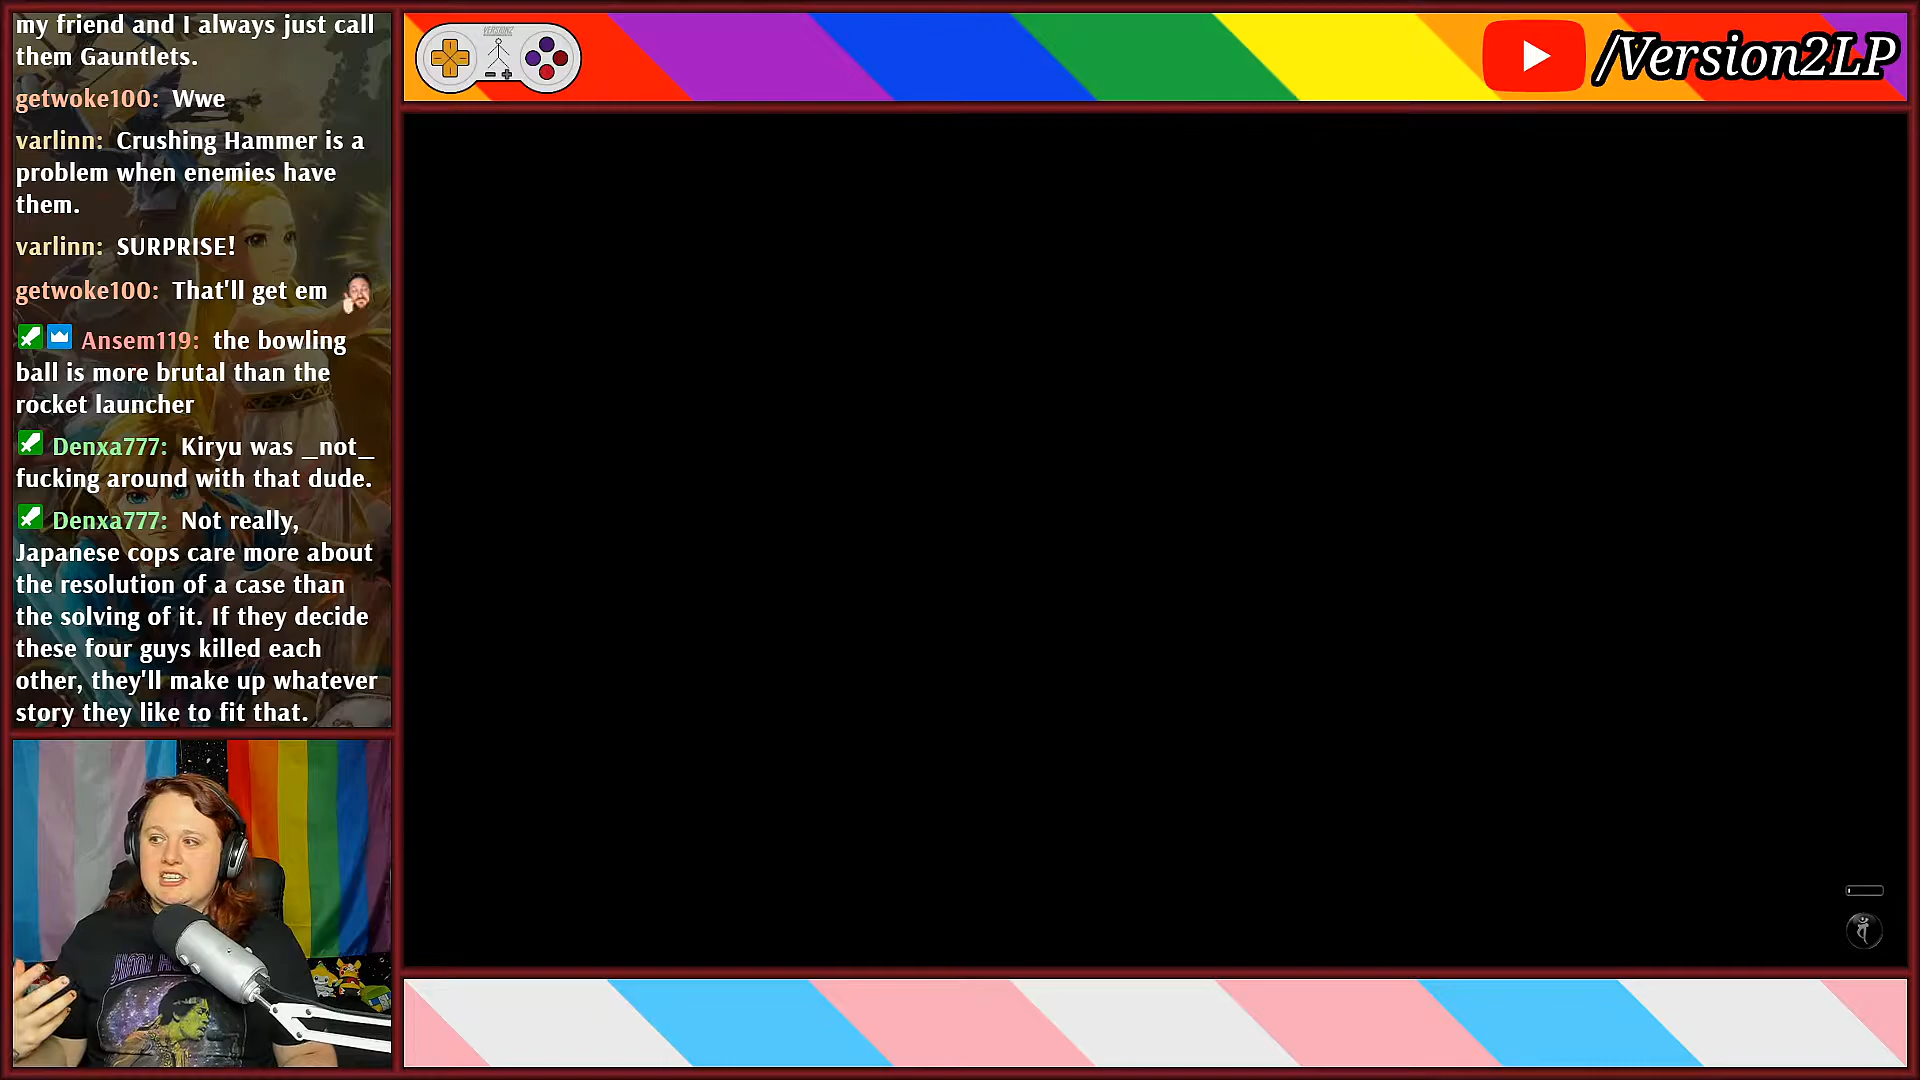 my friend and I always just call
them Gauntlets.
getwoke100: Wwe
varlinn: Crushing Hammer is a
problem when enemies have
them.
varlinn: SURPRISE!
getwoke100: That'll get em
Ansem119: the bowling
ball is more brutal than the
rocket launcher
Denxa777: Kiryu was _not_
fucking around with that dude.
Denxa777: Not really,
Japanese cops care more about
the resolution of a case than
the solving of it. If they decide
these four guys killed each
other, they'll make up whatever
story they like to fit that.
VERSION2
/Version2LP